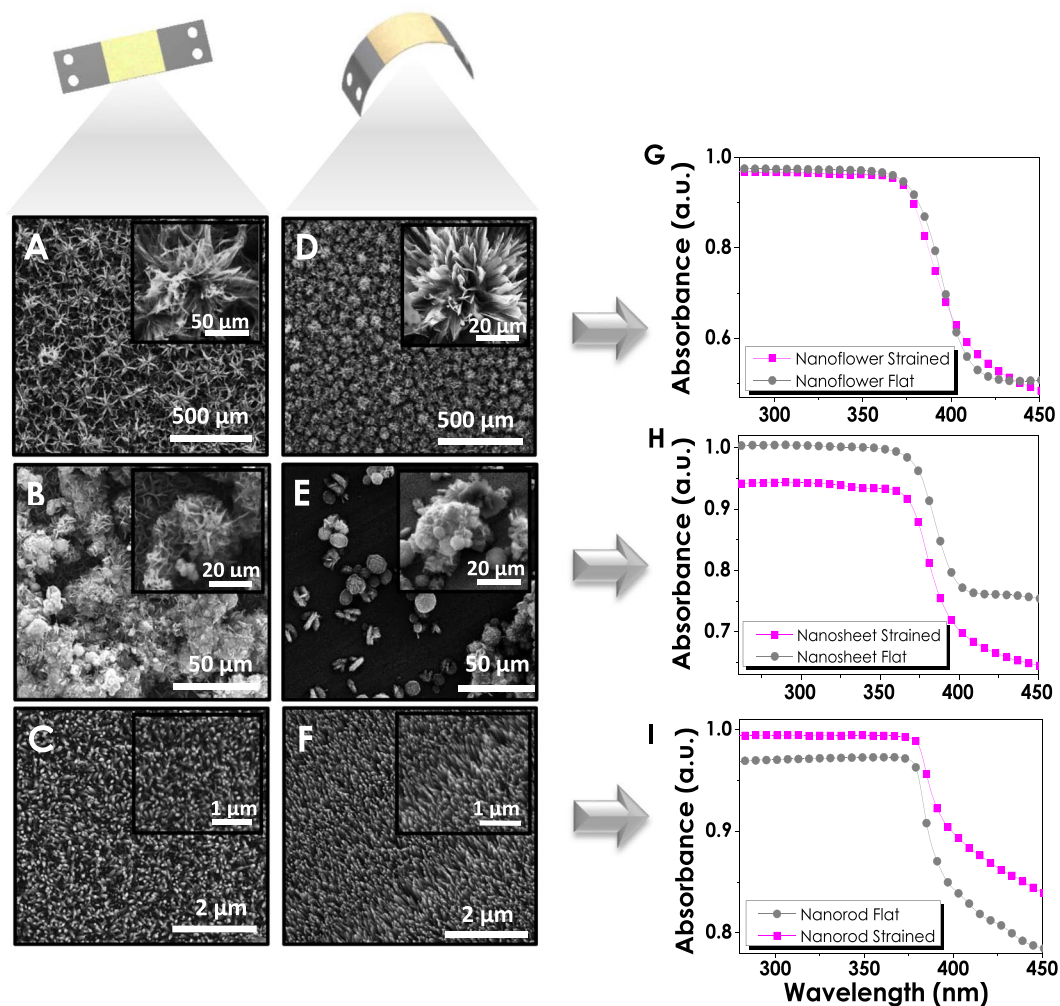 A
50 µm
500 µm
D
20 µm
500 µm
B
20 µm
50 µm
E
20 µm
50 µm
C
1 µm
2 µm
F
1 µm
2 µm
G
Absorbance (a.u.)
1.0
0.8
0.6
Nanoflower Strained
Nanoflower Flat
300 350 400 450
H
Absorbance (a.u.)
1.0
0.9
0.8
0.7
Nanosheet Strained
Nanosheet Flat
300 350 400 450
I
Absorbance (a.u.)
1.0
0.9
0.8
Nanorod Flat
Nanorod Strained
300 350 400 450
Wavelength (nm)